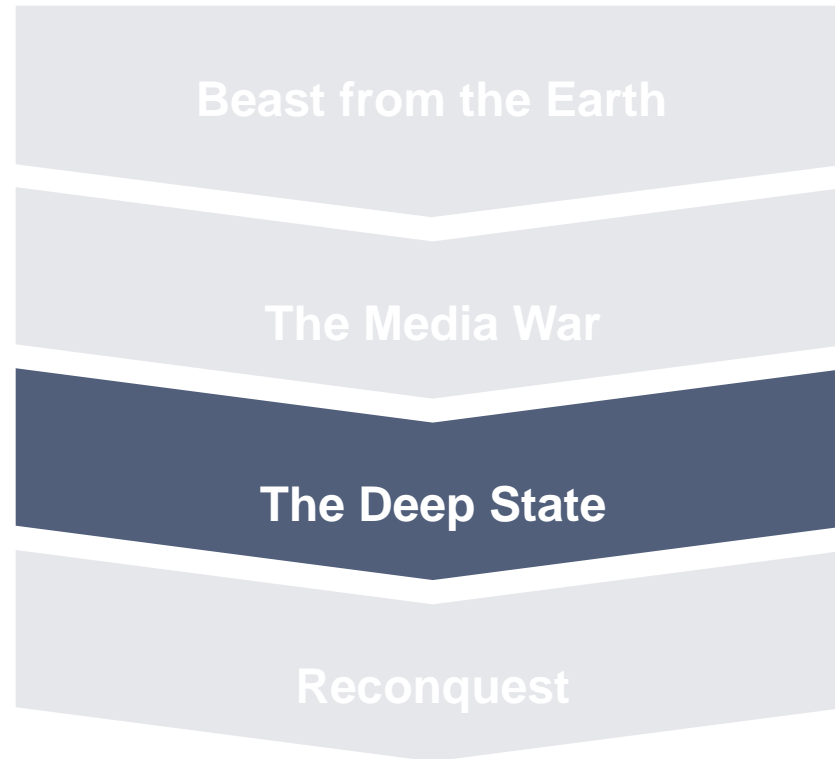 Beast from the Earth
The Media War
The Deep State
Reconquest